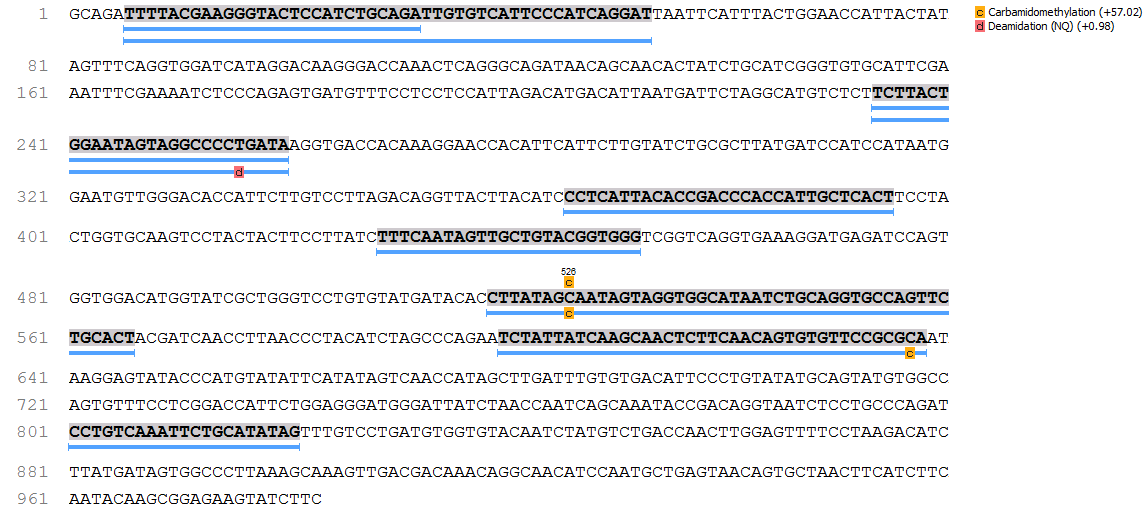 1 GCAGATTTTACGAAGGGTACTCCATCTGCAGATTGTGTCATTCCCATCAGGATTAATTCATTTACTGGAACCATTACTAT
c Carbamidomethylation (+57.02)
d Deamidation (NQ) (+0.98)
81 AGTTTCAGGTGGATCATAGGACAAGGGACCAAACTCAGGGCAGATAACAGCAACACTATCTGCATCGGGTGTGCATTCGA
161 AATTTCGAAAATCTCCCAGAGTGATGTTTCCTCCTCCATTAGACATGACATTAATGATTCTAGGCATGTCTCTTCTTACT
241 GGAATAGTAGGCCCCTGATAAGGTGACCACAAAGGAACCACATTCATTCTTGTATCTGCGCTTATGATCCATCCATAATG
d
321 GAATGTTGGGACACCATTCTTGTCCTTAGACAGGTTACTTACATCCCTCATTACACCGACCCACCATTGCTCACTTCCTA
401 CTGGTGCAAGTCCTACTACTTCCTTATCTTTCAATAGTTGCTGTACGGTGGGTCGGTCAGGTGAAAGGATGAGATCCAGT
526
c
481 GGTGGACATGGTATCGCTGGGTCCTGTGTATGATACACCTTATAGCAATAGTAGGTGGCATAATCTGCAGGTGCCAGTTC
c
561 TGCACTACGATCAACCTTAACCCTACATCTAGCCCAGAATCTATTATCAAGCAACTCTTCAACAGTGTGTTCCGCGCAAT
c
641 AAGGAGTATACCCATGTATATTCATATAGTCAACCATAGCTTGATTTGTGTGACATTCCCTGTATATGCAGTATGTGGCC
721 AGTGTTTCCTCGGACCATTCTGGAGGGATGGGATTATCTAACCAATCAGCAAATACCGACAGGTAATCTCCTGCCCAGAT
801 CCTGTCAAATTCTGCATATAGTTTGTCCTGATGTGGTGTACAATCTATGTCTGACCAACTTGGAGTTTTCCTAAGACATC
881 TTATGATAGTGGCCCTTAAAGCAAAGTTGACGACAAACAGGCAACATCCAATGCTGAGTAACAGTGCTAACTTCATCTTC
961 AATACAAGCGGAGAAGTATCTTC